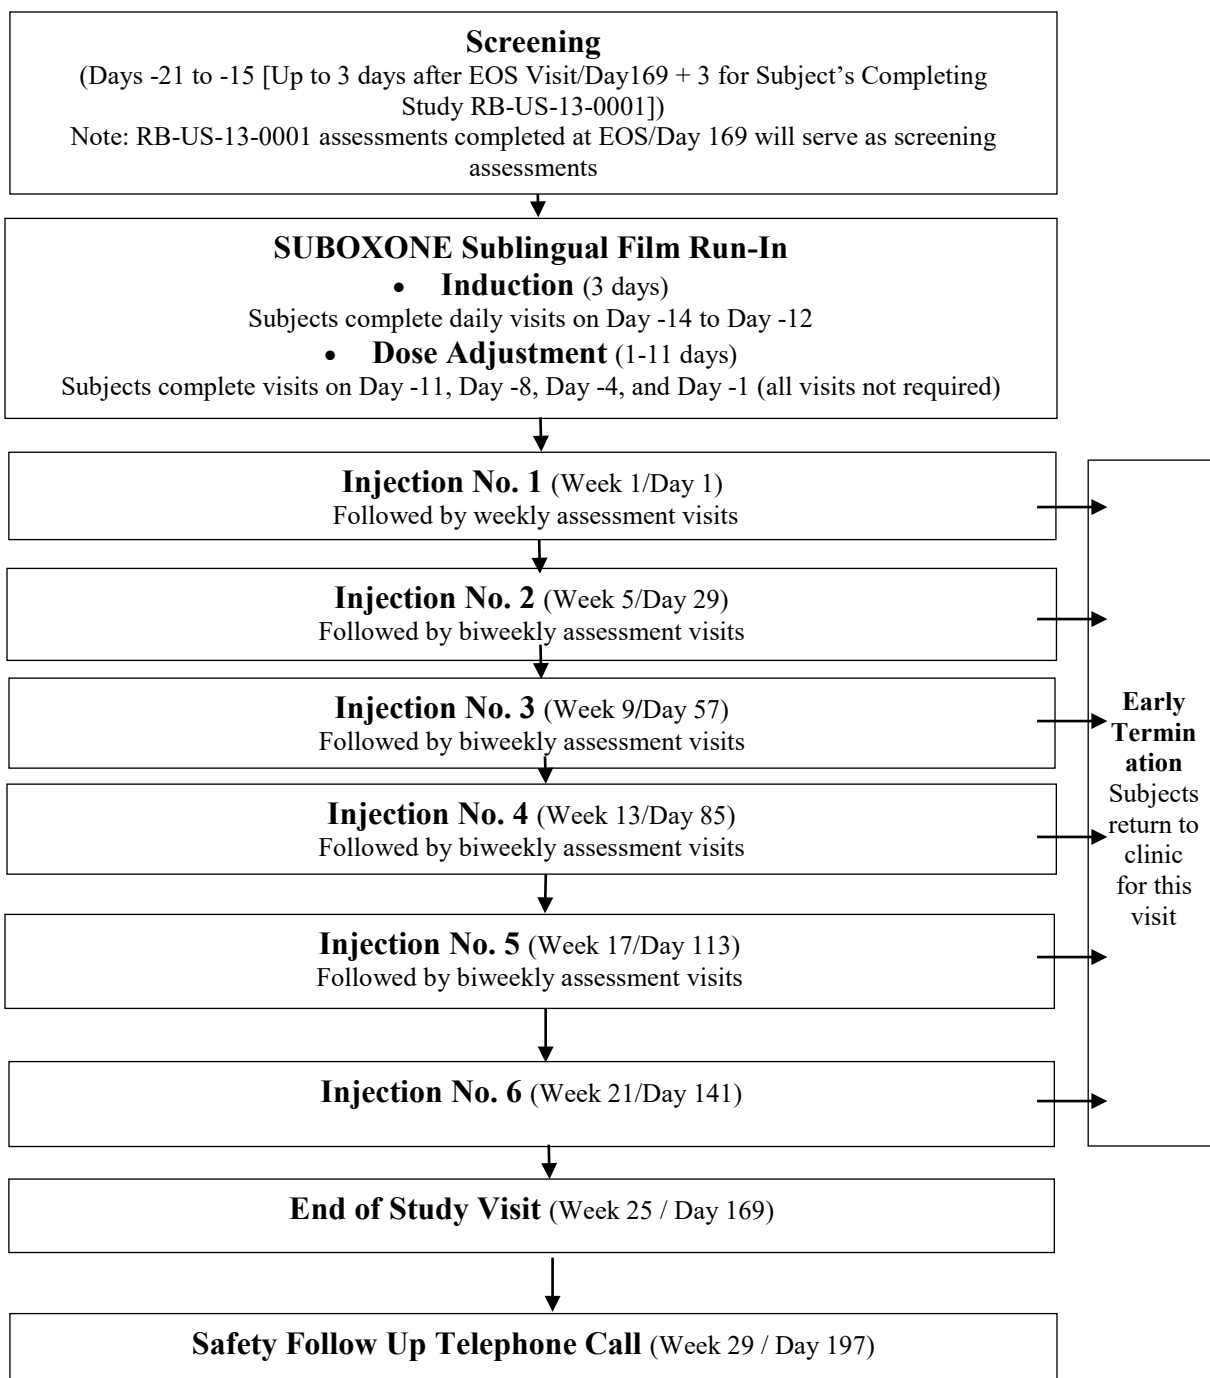 Screening
(Days -21 to -15 [Up to 3 days after EOS Visit/Day169 + 3 for Subject's Completing
Study RB-US-13-0001])
Note: RB-US-13-0001 assessments completed at EOS/Day 169 will serve as screening
assessments
SUBOXONE Sublingual Film Run-In
• Induction (3 days)
Subjects complete daily visits on Day -14 to Day -12
• Dose Adjustment (1-11 days)
Subjects complete visits on Day -11, Day -8, Day -4, and Day -1 (all visits not required)
Injection No. 1 (Week 1/Day 1)
Followed by weekly assessment visits
Injection No. 2 (Week 5/Day 29)
Followed by biweekly assessment visits
Injection No. 3 (Week 9/Day 57)
Followed by biweekly assessment visits
Injection No. 4 (Week 13/Day 85)
Followed by biweekly assessment visits
Injection No. 5 (Week 17/Day 113)
Followed by biweekly assessment visits
Injection No. 6 (Week 21/Day 141)
Early
Termin
ation
Subjects
return to
clinic
for this
visit
End of Study Visit (Week 25 / Day 169)
Safety Follow Up Telephone Call (Week 29 / Day 197)